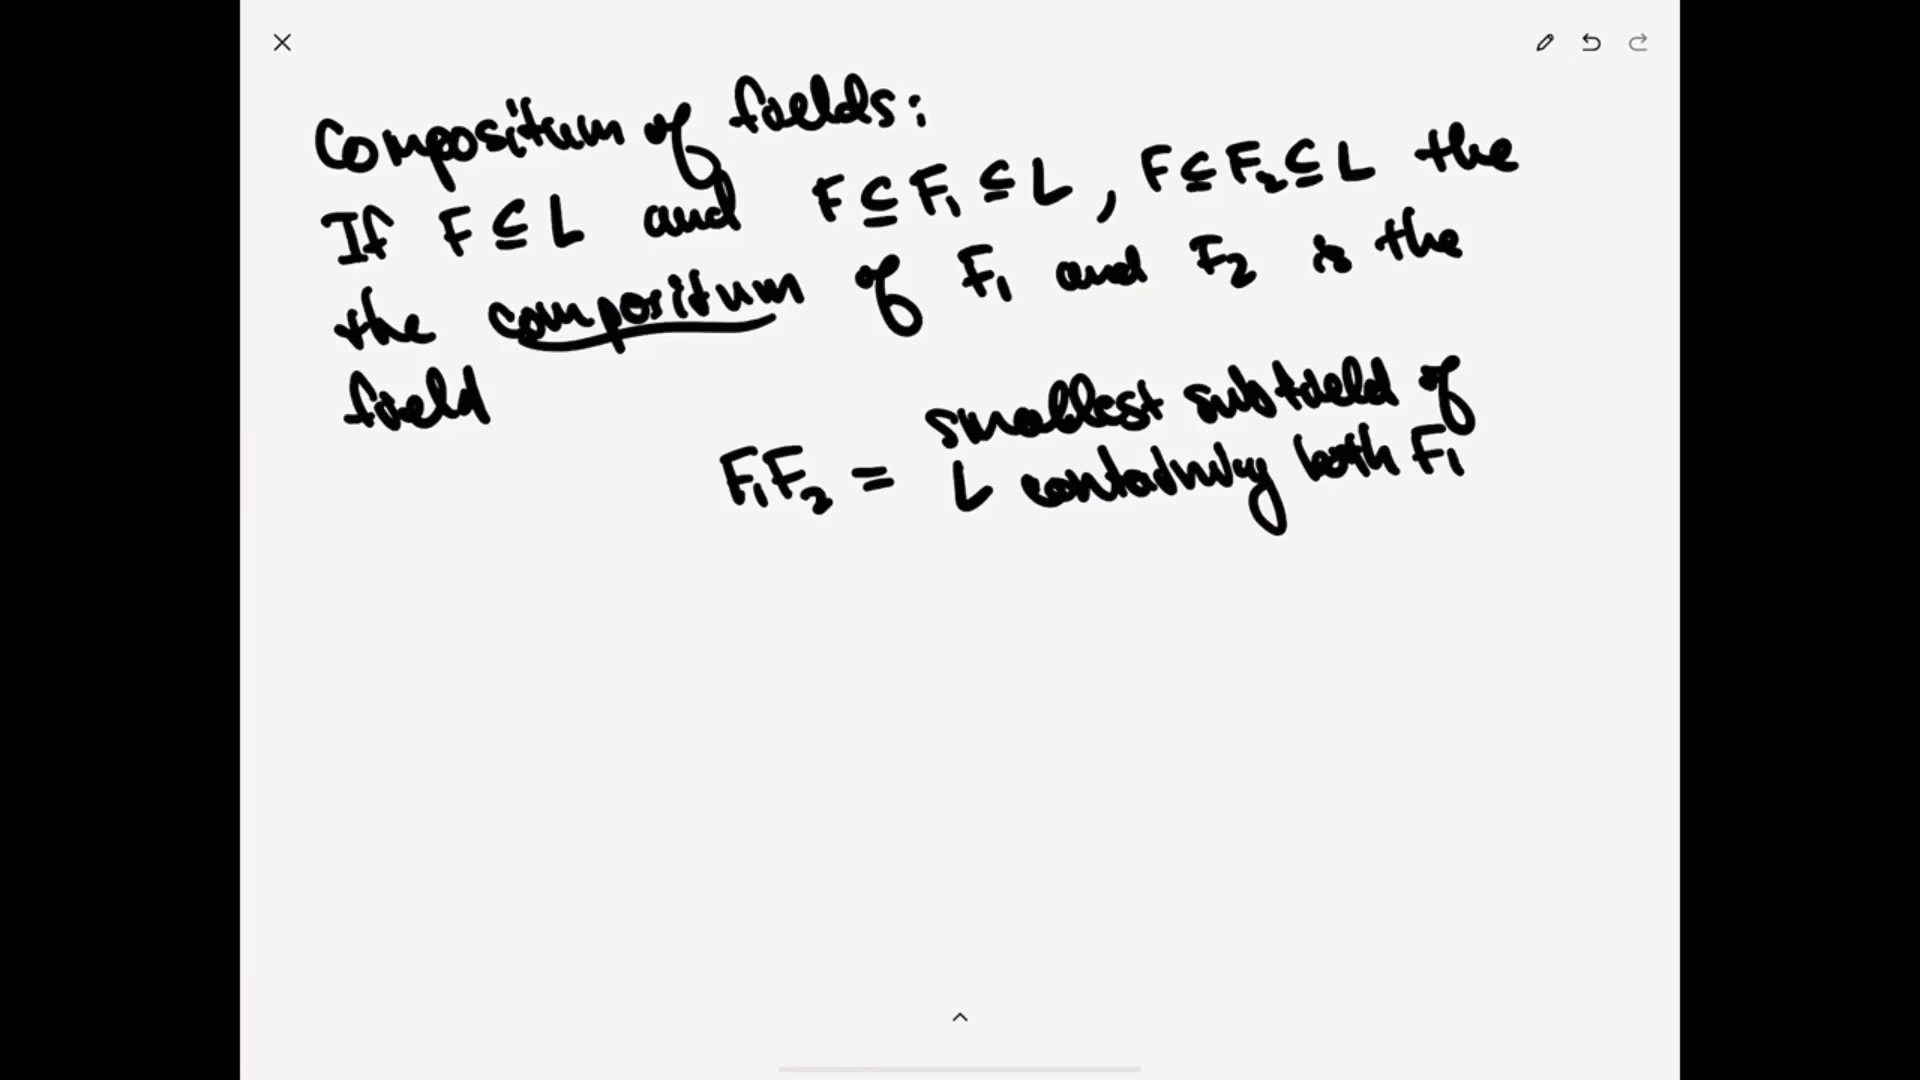 Compositum of fields:
If F ⊆ L and F ⊆ F₁ ⊆ L, F ⊆ F₂ ⊆ L the
the compositum of F₁ and F₂ is the
field
F₁F₂ = smallest subfield of
L containing both F₁